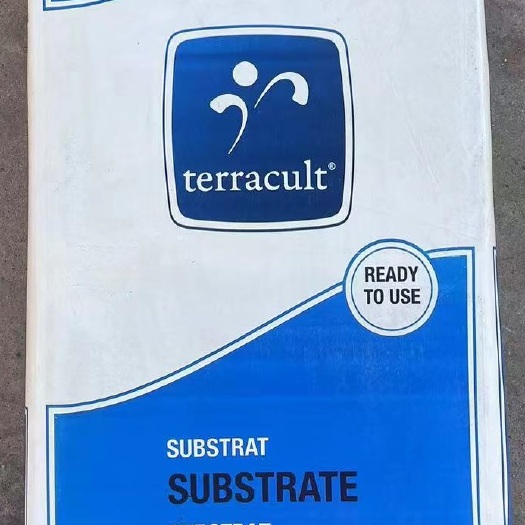 terracult®
READY
TO USE
SUBSTRAT
SUBSTRATE